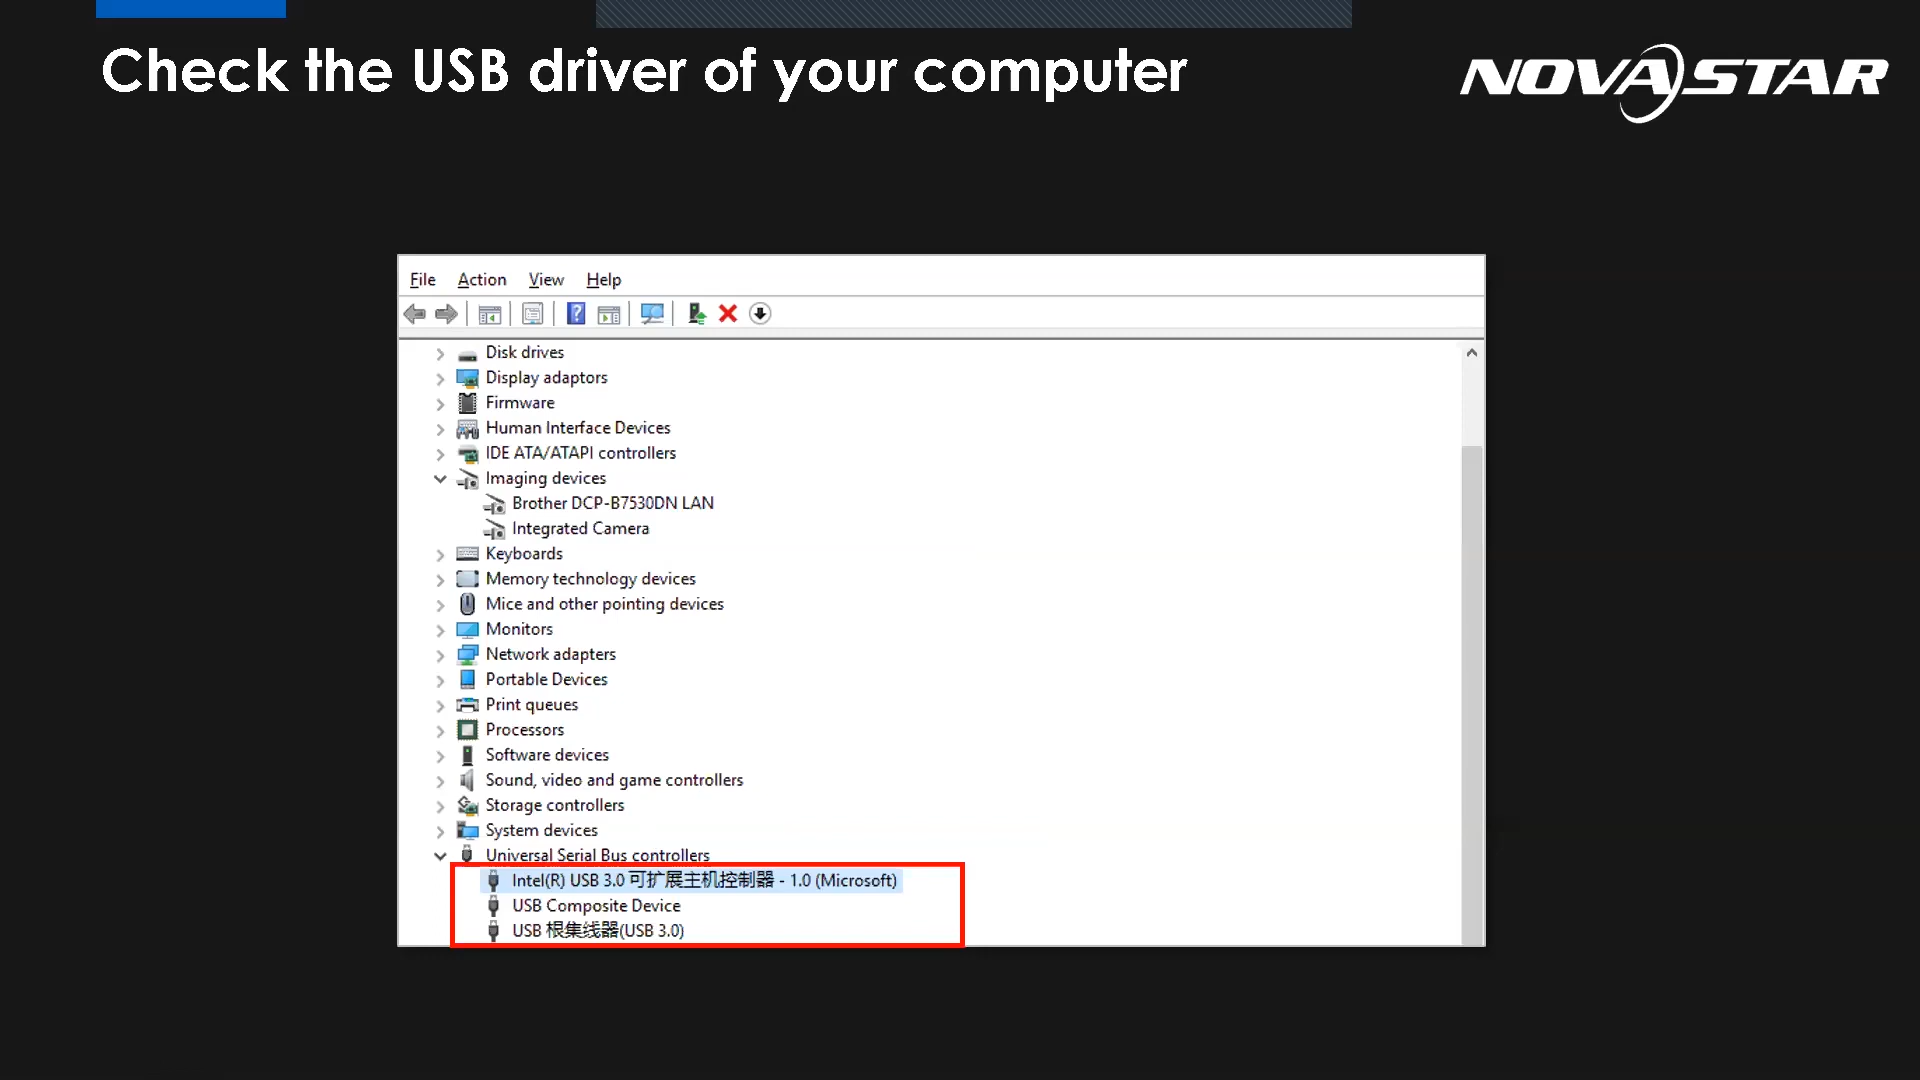 Check the USB driver of your computer
NOVASTAR
File Action View Help
Disk drives
Display adaptors
Firmware
Human Interface Devices
IDE ATA/ATAPI controllers
Imaging devices
Brother DCP-B7530DN LAN
Integrated Camera
Keyboards
Memory technology devices
Mice and other pointing devices
Monitors
Network adapters
Portable Devices
Print queues
Processors
Software devices
Sound, video and game controllers
Storage controllers
System devices
Universal Serial Bus controllers
Intel(R) USB 3.0 可扩展主机控制器 - 1.0 (Microsoft)
USB Composite Device
USB 根集线器(USB 3.0)